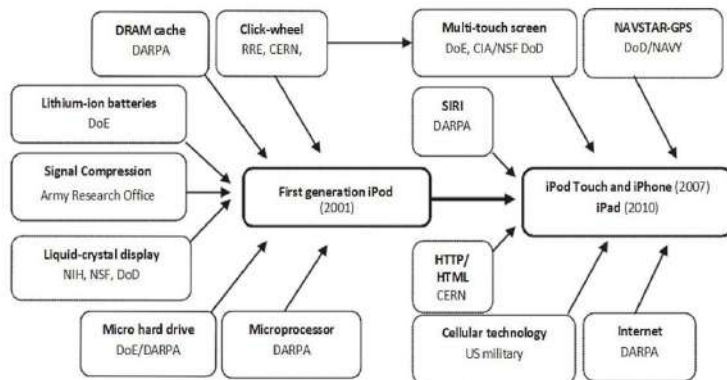 DRAM cache
DARPA
Click-wheel
RRE, CERN,
Multi-touch screen
DoE, CIA/NSF DoD
NAVSTAR-GPS
DoD/NAVY
Lithium-ion batteries
DoE
SIRI
DARPA
Signal Compression
Army Research Office
First generation iPod
(2001)
iPod Touch and iPhone (2007)
iPad (2010)
Liquid-crystal display
NIH, NSF, DoD
HTTP/
HTML
CERN
Micro hard drive
DoE/DARPA
Microprocessor
DARPA
Cellular technology
US military
Internet
DARPA